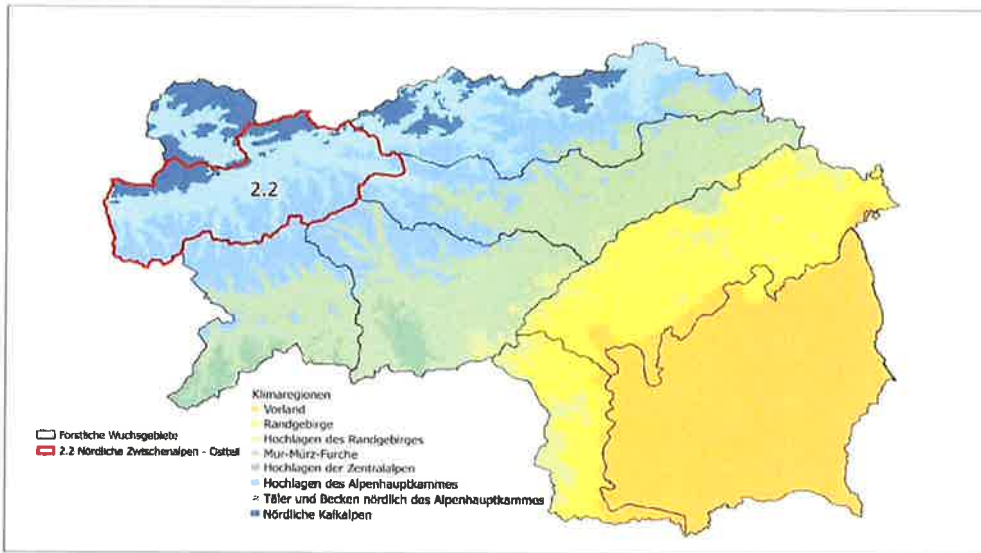 2.2
Klimaregionen
Vorland
Randgebirge
Hochlagen des Randgebirges
Mur-Mürz-Furche
Hochlagen der Zentralalpen
Hochlagen des Alpenhauptkammes
Täler und Becken nördlich des Alpenhauptkammes
Nördliche Kalkalpen
Forstliche Wuchsgebiete
2.2 Nördliche Zwischenalpen - Ostteil